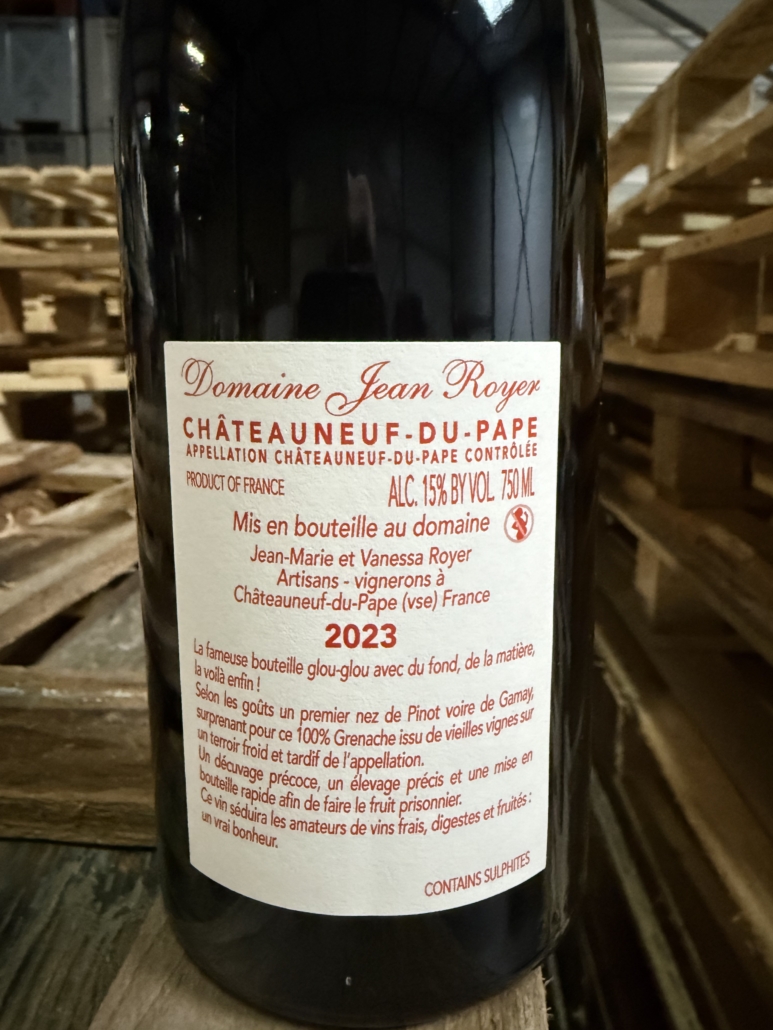 Domaine Jean Royer
CHÂTEAUNEUF-DU-PAPE
APPELLATION CHÂTEAUNEUF-DU-PAPE CONTRÔLÉE
PRODUCT OF FRANCE ALC. 15% BY VOL. 750 ML
Mis en bouteille au domaine
Jean-Marie et Vanessa Royer
Artisans - vignerons à
Châteauneuf-du-Pape (vse) France
2023
La fameuse bouteille glou-glou avec du fond, de la matière,
la voilà enfin !
Selon les goûts un premier nez de Pinot voire de Gamay,
surprenant pour ce 100% Grenache issu de vieilles vignes sur
un terroir froid et tardif de l'appellation.
Un décuvage précoce, un élevage précis et une mise en
bouteille rapide afin de faire le fruit prisonnier.
Ce vin séduira les amateurs de vins frais, digestes et fruités :
un vrai bonheur.
CONTAINS SULPHITES